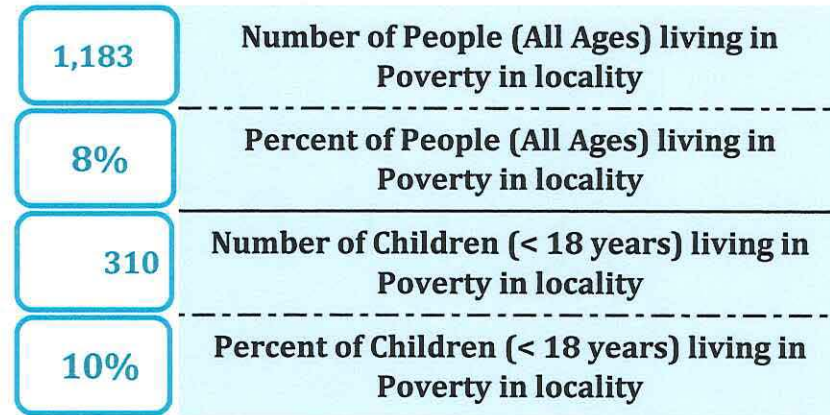 1,183
Number of People (All Ages) living in
Poverty in locality
8%
Percent of People (All Ages) living in
Poverty in locality
310
Number of Children (< 18 years) living in
Poverty in locality
10%
Percent of Children (< 18 years) living in
Poverty in locality